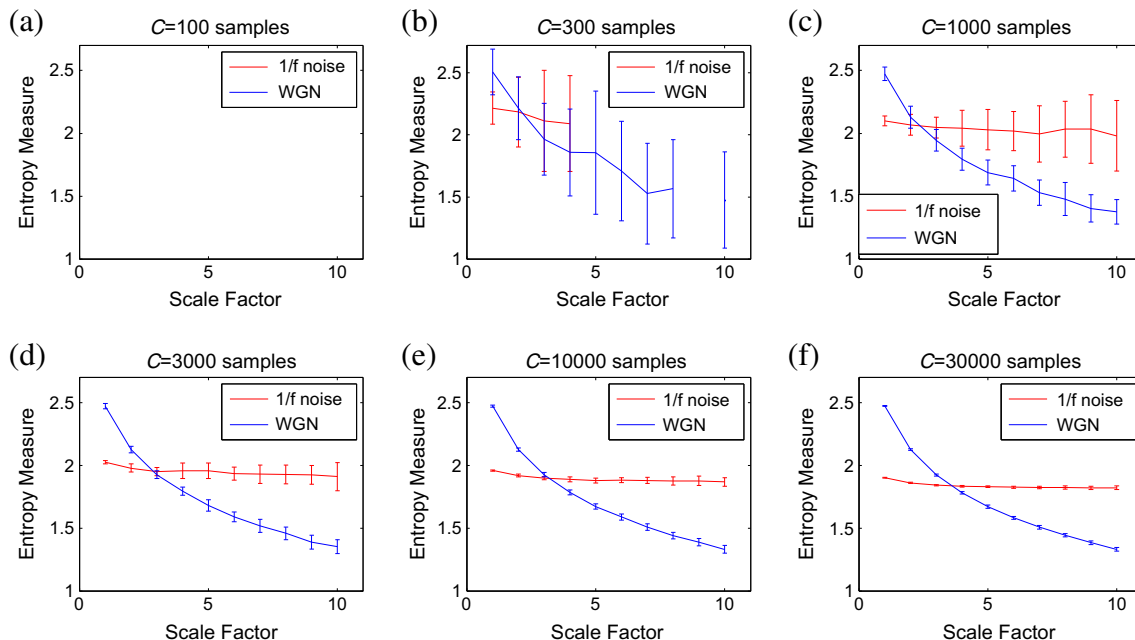 (a)
C=100 samples
Entropy Measure
2.5
2
1.5
1
0
5
10
Scale Factor
1/f noise
WGN
(b)
C=300 samples
Entropy Measure
2.5
2
1.5
1
0
5
10
Scale Factor
1/f noise
WGN
(c)
C=1000 samples
Entropy Measure
2.5
2
1.5
1
0
5
10
Scale Factor
1/f noise
WGN
(d)
C=3000 samples
Entropy Measure
2.5
2
1.5
1
0
5
10
Scale Factor
1/f noise
WGN
(e)
C=10000 samples
Entropy Measure
2.5
2
1.5
1
0
5
10
Scale Factor
1/f noise
WGN
(f)
C=30000 samples
Entropy Measure
2.5
2
1.5
1
0
5
10
Scale Factor
1/f noise
WGN